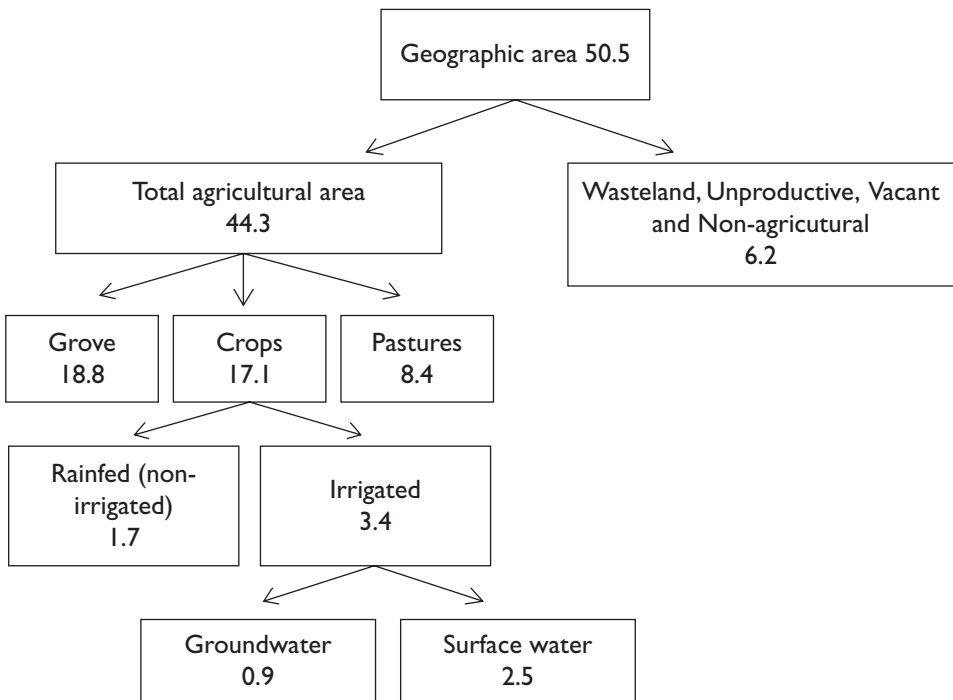 Geographic area 50.5
Total agricultural area
44.3
Wasteland, Unproductive, Vacant
and Non-agricutural
6.2
Grove
18.8
Crops
17.1
Pastures
8.4
Rainfed (non-
irrigated)
1.7
Irrigated
3.4
Groundwater
0.9
Surface water
2.5